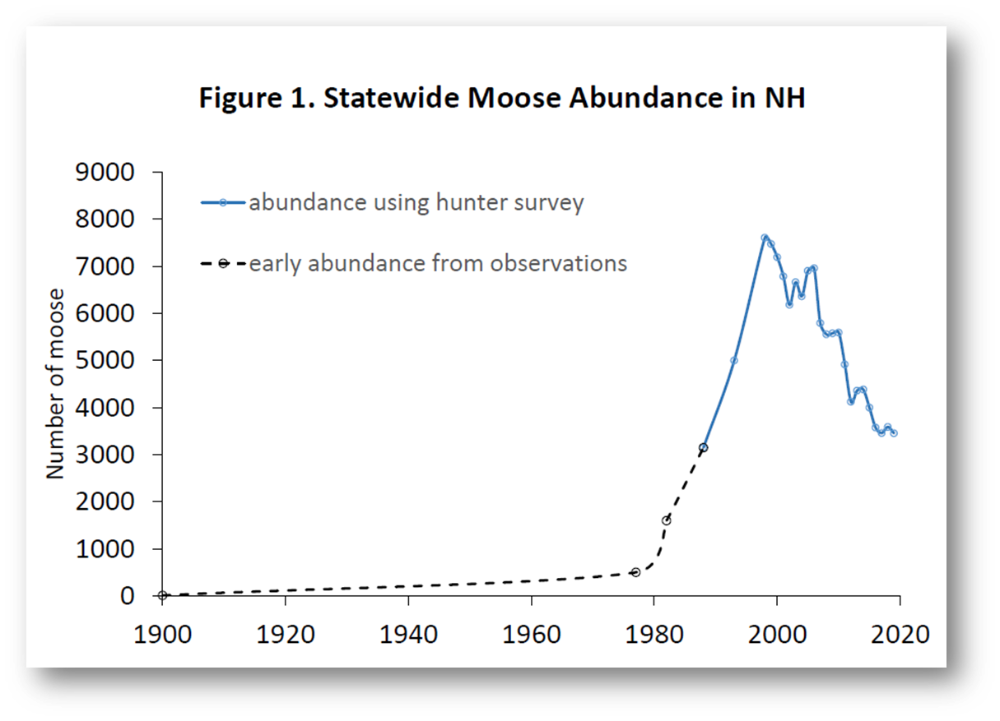 Figure 1. Statewide Moose Abundance in NH
9000
8000
7000
6000
5000
4000
3000
2000
1000
0
Number of moose
abundance using hunter survey
early abundance from observations
1900 1920 1940 1960 1980 2000 2020